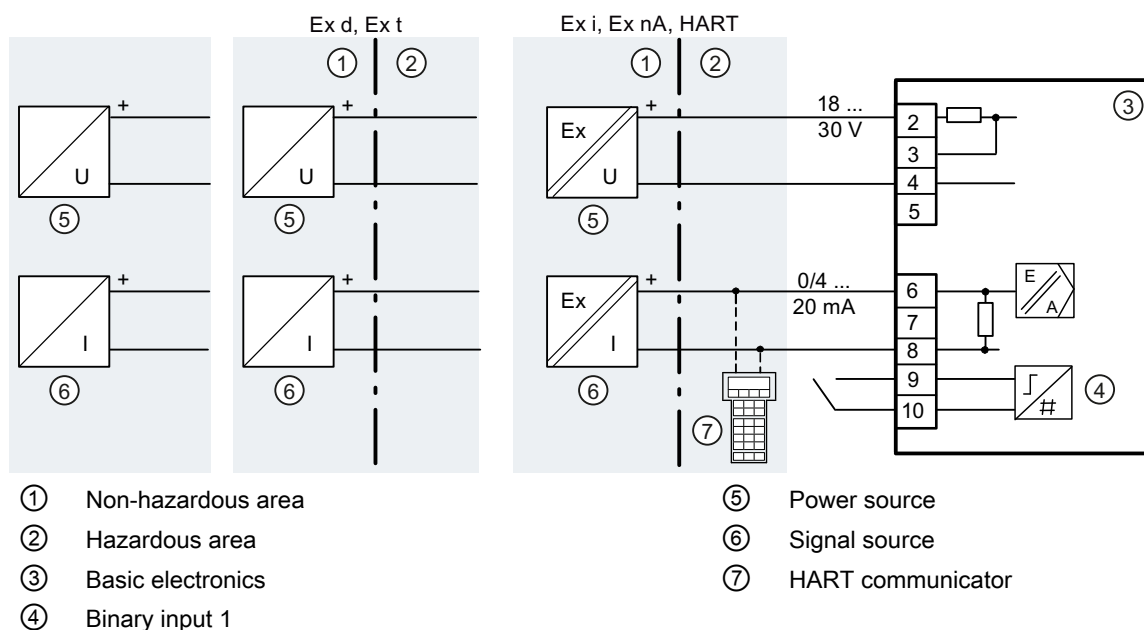 Ex d, Ex t
Ex i, Ex nA, HART
1 2
1 2
3
+
U
5
+
U
5
+
Ex
U
5
18 ...
30 V
2
3
4
5
+
I
6
+
I
6
+
Ex
I
6
0/4 ...
20 mA
7
6
7
8
9
10
E
A
#
4
1 Non-hazardous area
2 Hazardous area
3 Basic electronics
4 Binary input 1
5 Power source
6 Signal source
7 HART communicator